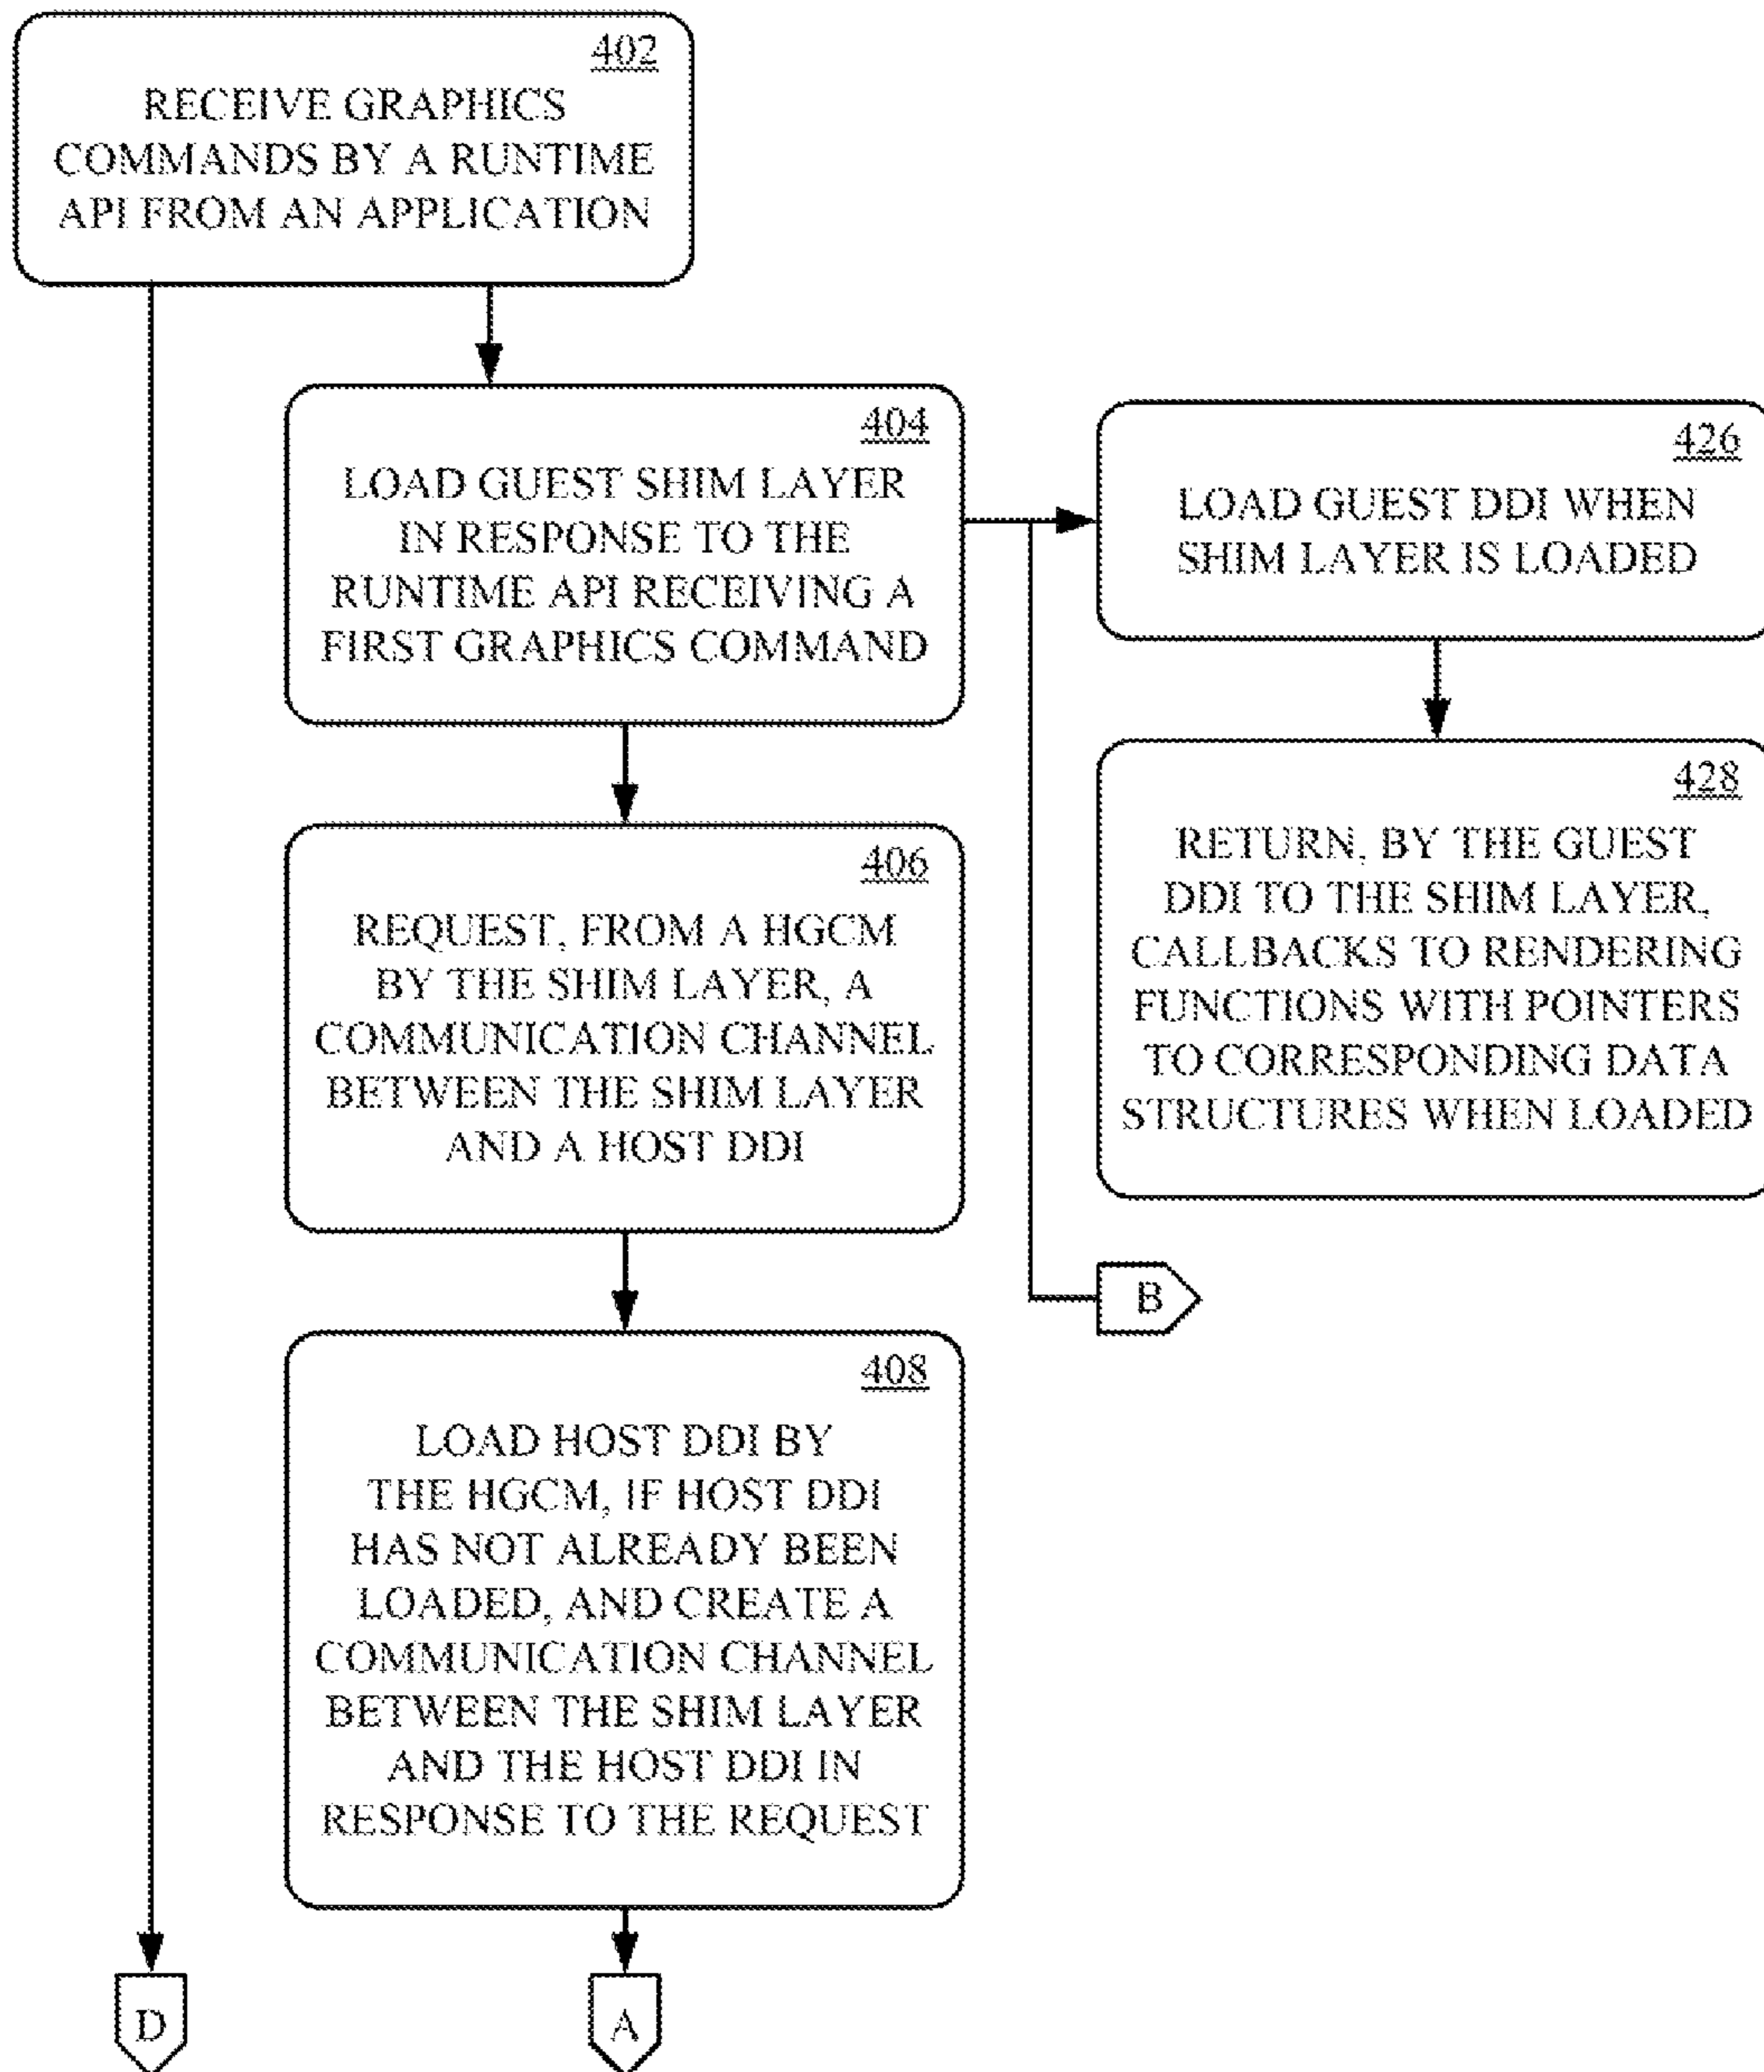 402
RECEIVE GRAPHICS
COMMANDS BY A RUNTIME
API FROM AN APPLICATION
404
LOAD GUEST SHIM LAYER
IN RESPONSE TO THE
RUNTIME API RECEIVING A
FIRST GRAPHICS COMMAND
426
LOAD GUEST DDI WHEN
SHIM LAYER IS LOADED
406
REQUEST, FROM A HGCM
BY THE SHIM LAYER, A
COMMUNICATION CHANNEL
BETWEEN THE SHIM LAYER
AND A HOST DDI
428
RETURN, BY THE GUEST
DDI TO THE SHIM LAYER,
CALLBACKS TO RENDERING
FUNCTIONS WITH POINTERS
TO CORRESPONDING DATA
STRUCTURES WHEN LOADED
B
408
LOAD HOST DDI BY
THE HGCM, IF HOST DDI
HAS NOT ALREADY BEEN
LOADED, AND CREATE A
COMMUNICATION CHANNEL
BETWEEN THE SHIM LAYER
AND THE HOST DDI IN
RESPONSE TO THE REQUEST
D
A